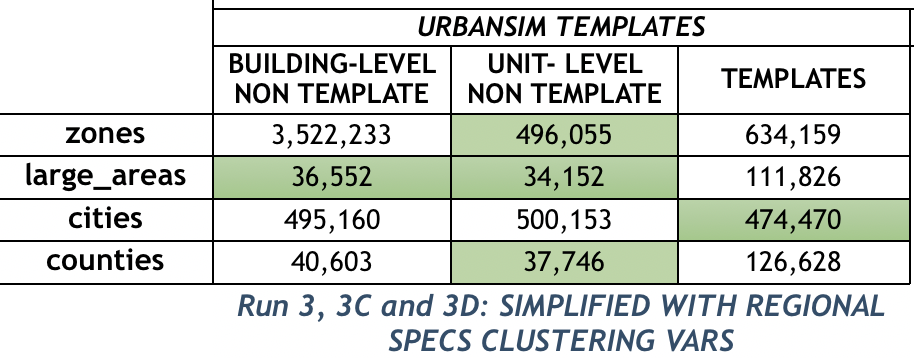 URBANSIM TEMPLATES
BUILDING-LEVEL NON TEMPLATE UNIT- LEVEL NON TEMPLATE TEMPLATES
zones 3,522,233 496,055 634,159
large_areas 36,552 34,152 111,826
cities 495,160 500,153 474,470
counties 40,603 37,746 126,628
Run 3, 3C and 3D: SIMPLIFIED WITH REGIONAL
SPECS CLUSTERING VARS